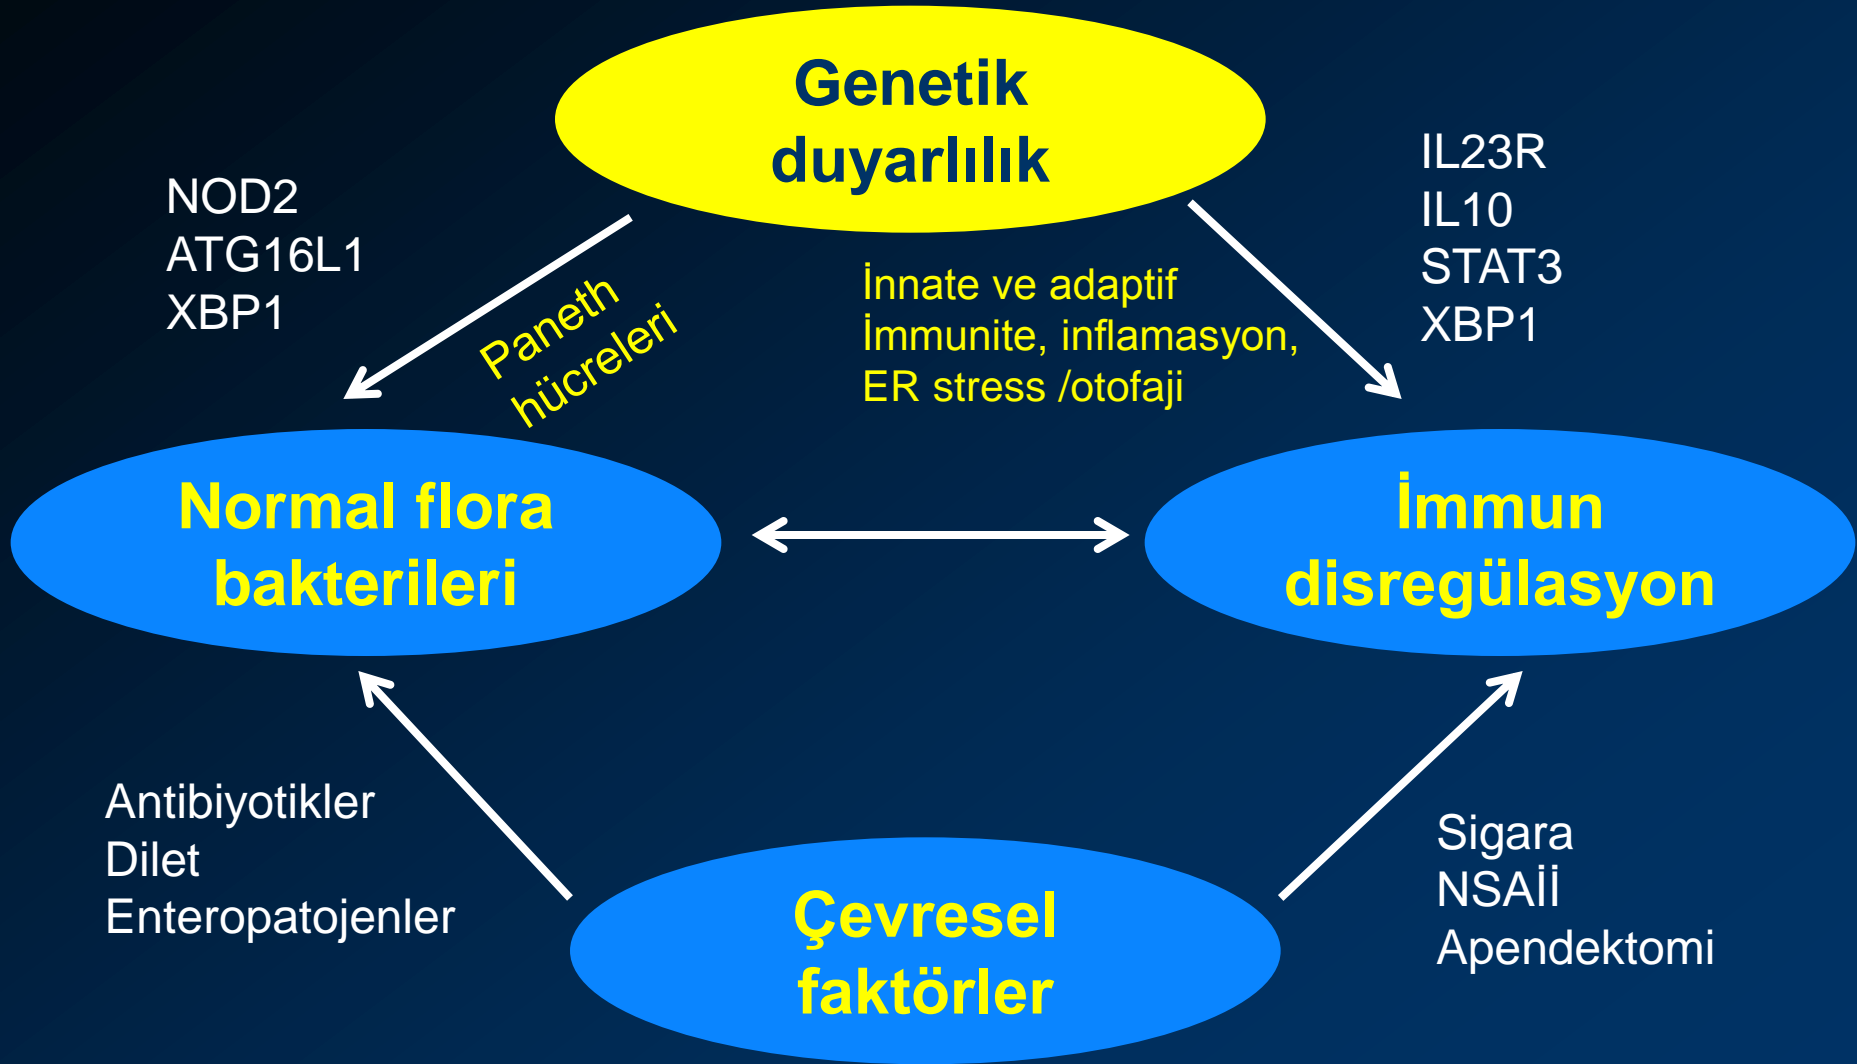 Genetik
duyarlılık
NOD2
ATG16L1
XBP1
Paneth
hücreleri
İnnate ve adaptif
İmmunite, inflamasyon,
ER stress /otofaji
IL23R
IL10
STAT3
XBP1
Normal flora
bakterileri
İmmun
disregülasyon
Antibiyotikler
Dilet
Enteropatojenler
Çevresel
faktörler
Sigara
NSAİİ
Apendektomi